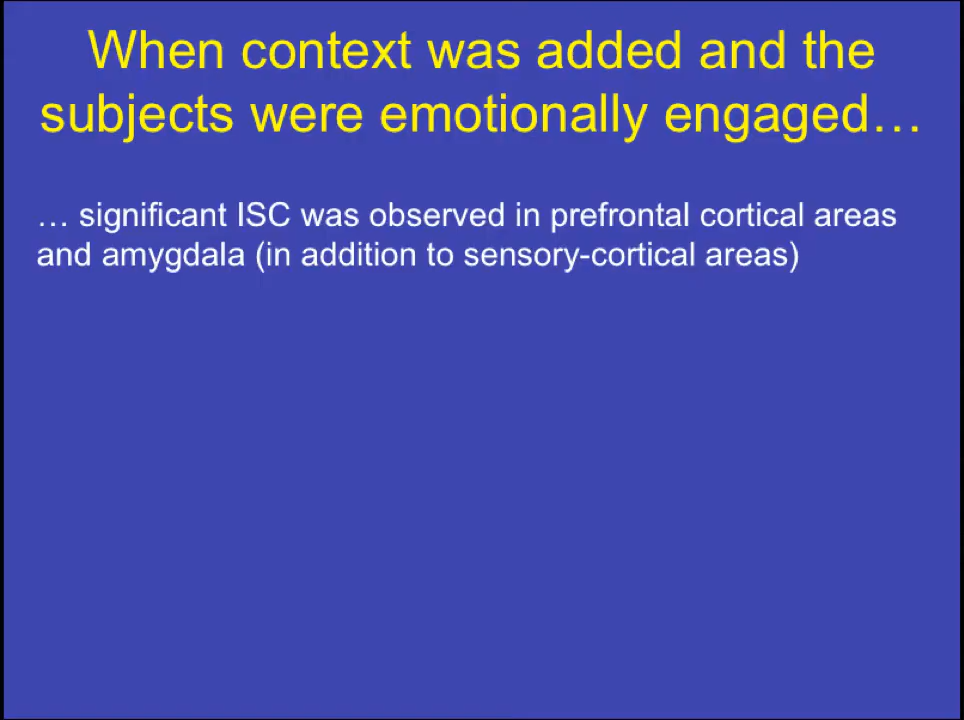 When context was added and the
subjects were emotionally engaged…
… significant ISC was observed in prefrontal cortical areas
and amygdala (in addition to sensory-cortical areas)